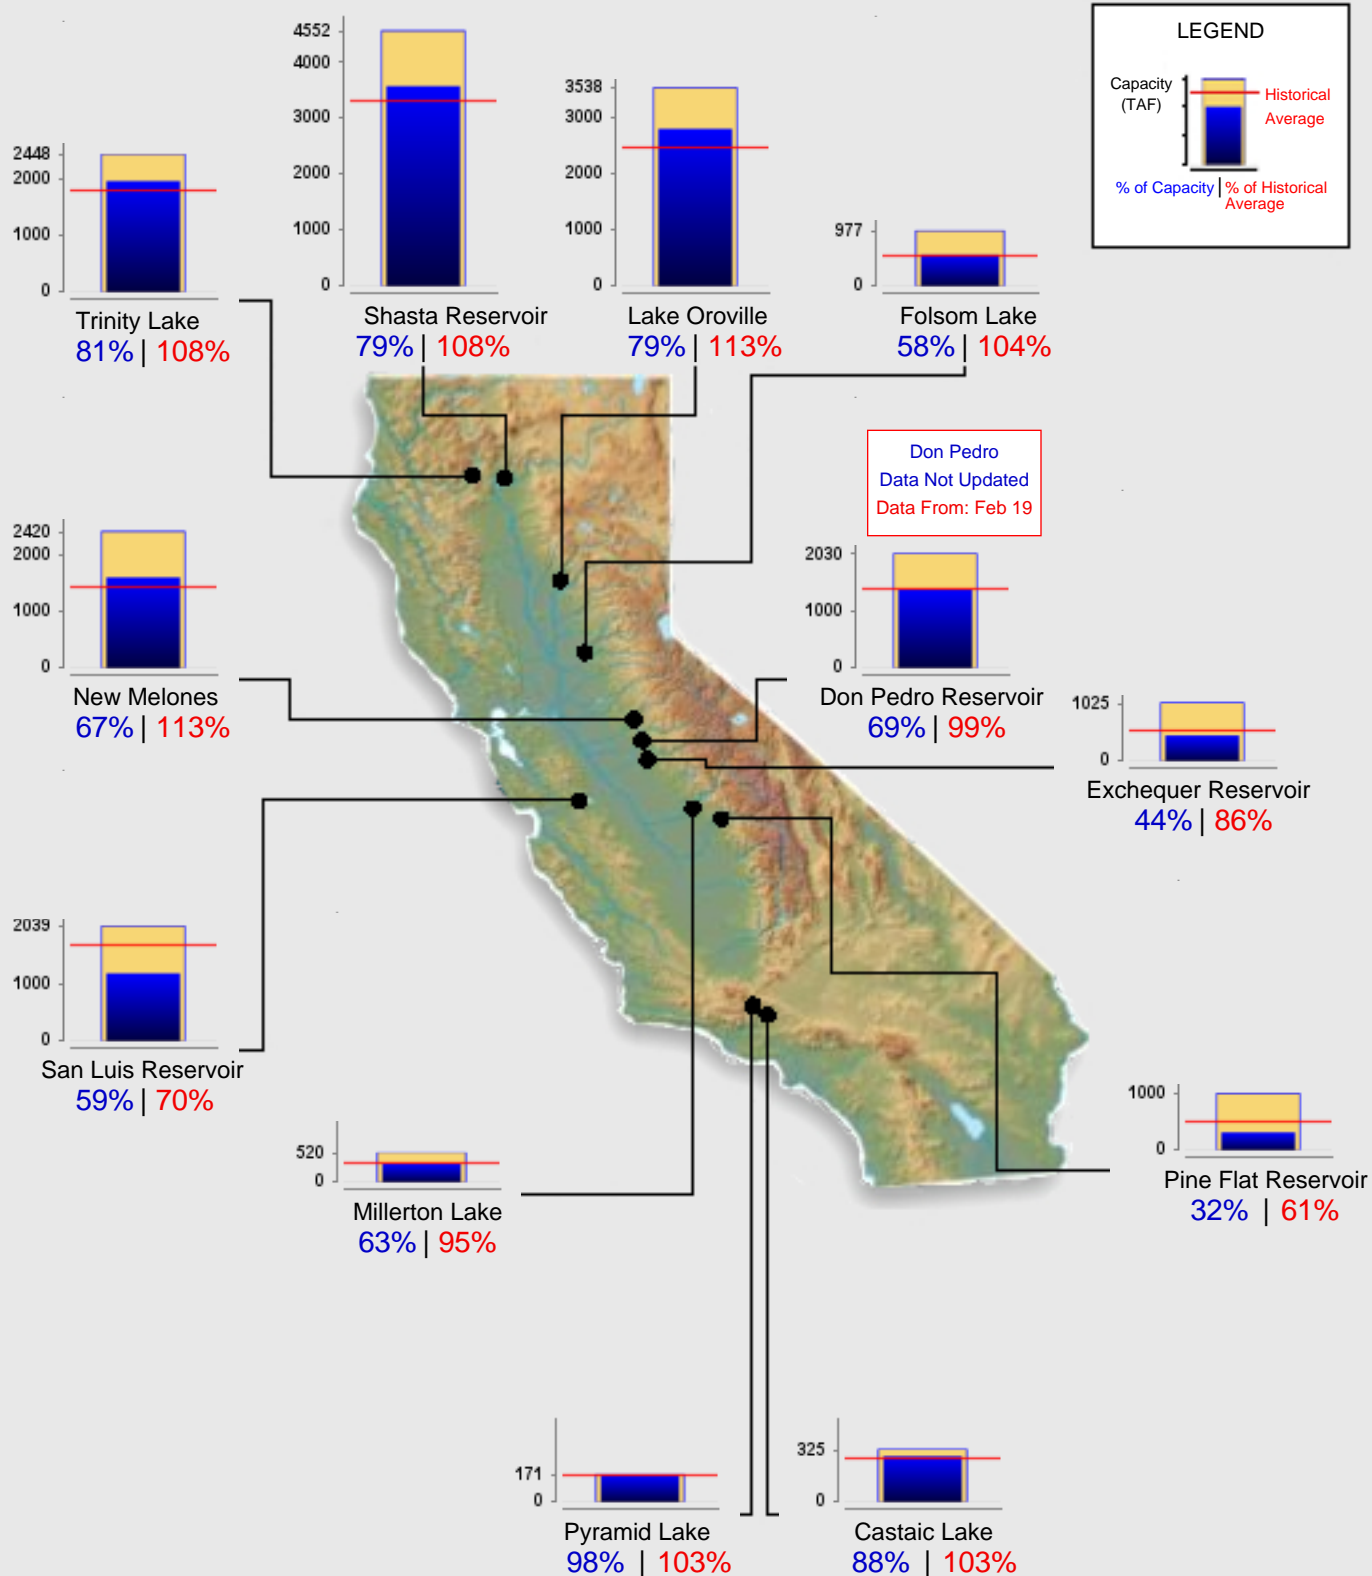 LEGEND
Capacity
(TAF)
Historical
Average
% of Capacity | % of Historical
Average
4552
4000
3000
2000
1000
0
Shasta Reservoir
79% | 108%
3538
3000
2000
1000
0
Lake Oroville
79% | 113%
2448
2000
1000
0
Trinity Lake
81% | 108%
977
0
Folsom Lake
58% | 104%
Don Pedro
Data Not Updated
Data From: Feb 19
2420
2000
1000
0
New Melones
67% | 113%
2030
1000
0
Don Pedro Reservoir
69% | 99%
1025
0
Exchequer Reservoir
44% | 86%
2039
1000
0
San Luis Reservoir
59% | 70%
520
0
Millerton Lake
63% | 95%
1000
0
Pine Flat Reservoir
32% | 61%
171
0
Pyramid Lake
98% | 103%
325
0
Castaic Lake
88% | 103%